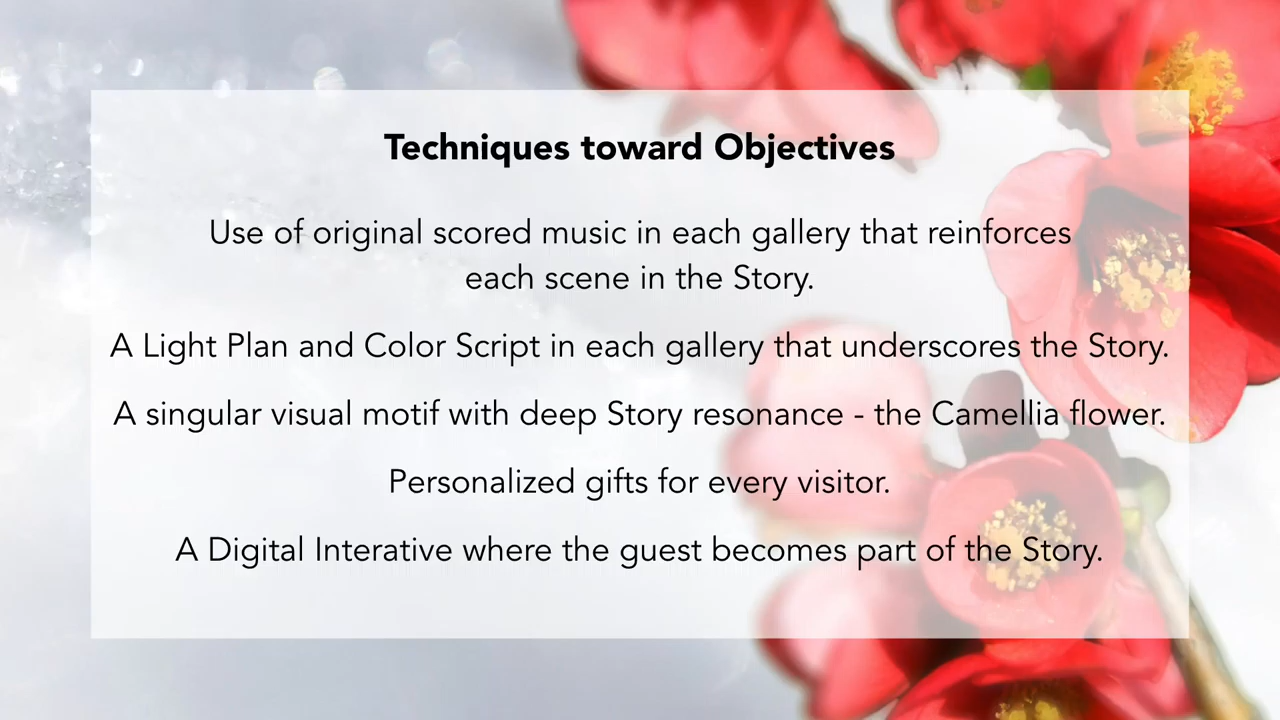 Techniques toward Objectives
Use of original scored music in each gallery that reinforces
each scene in the Story.
A Light Plan and Color Script in each gallery that underscores the Story.
A singular visual motif with deep Story resonance - the Camellia flower.
Personalized gifts for every visitor.
A Digital Interative where the guest becomes part of the Story.